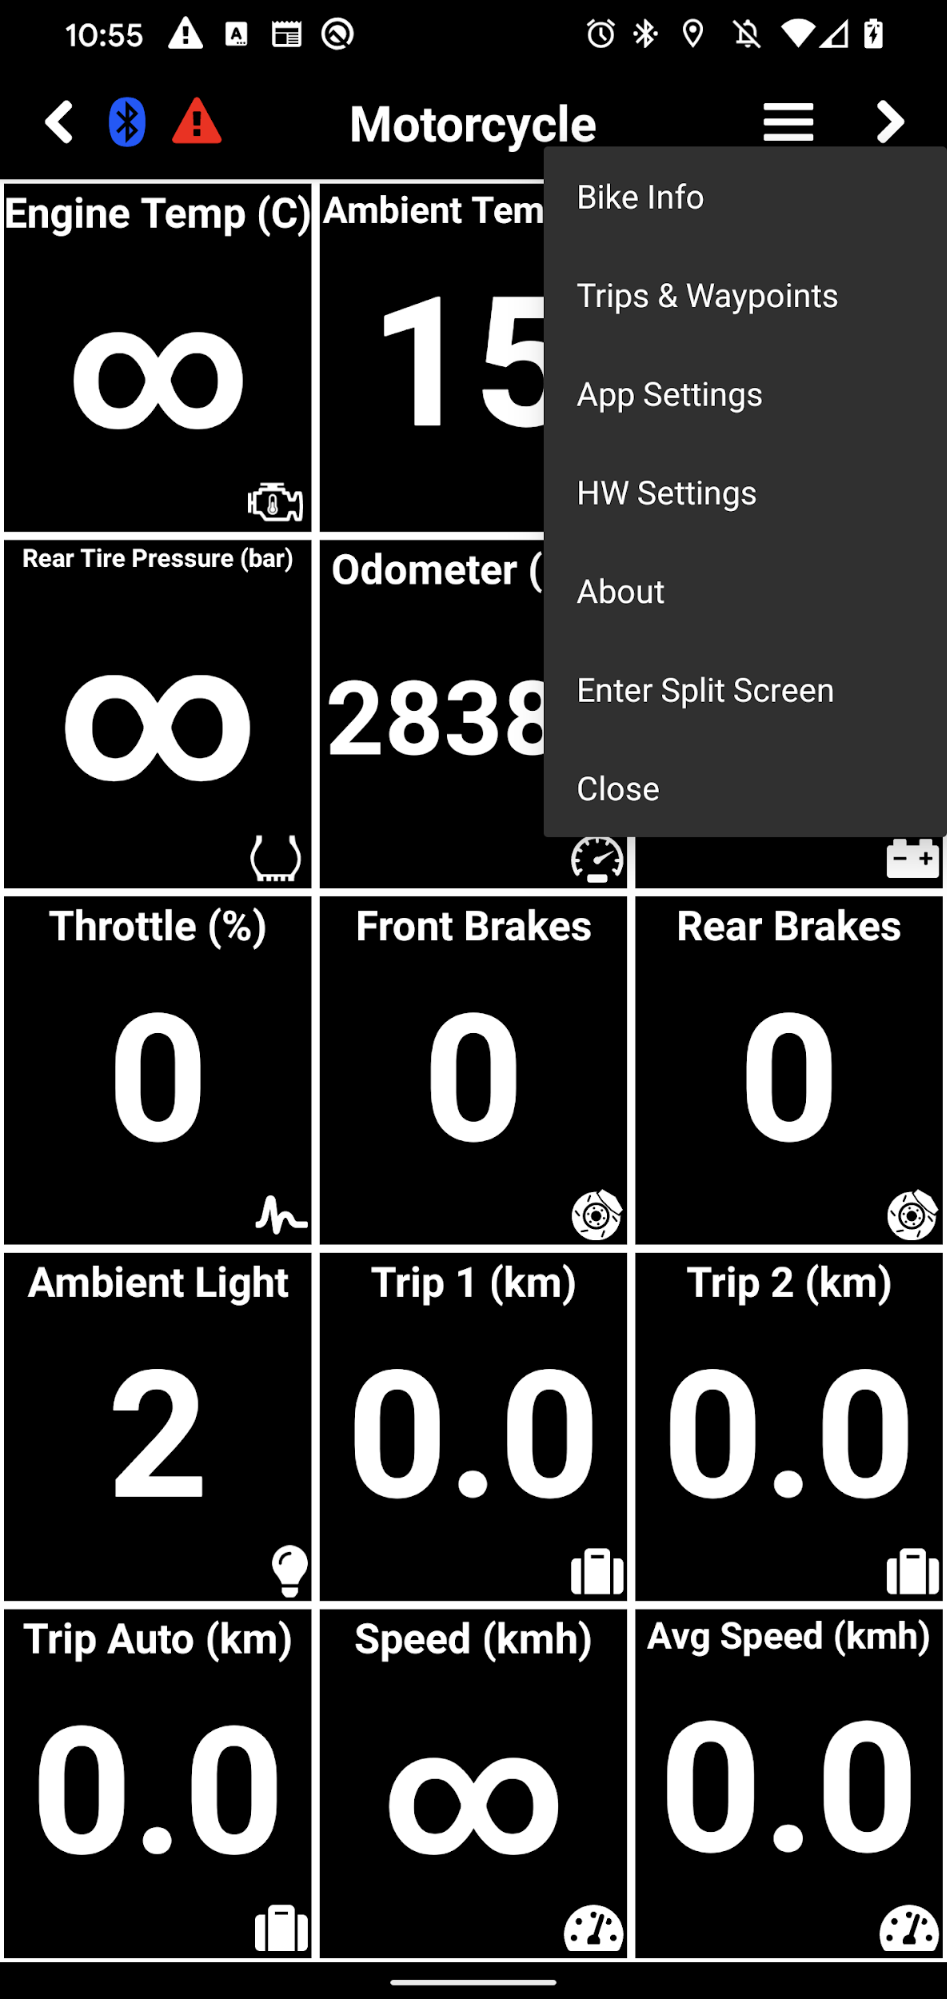 10:55
Motorcycle
Bike Info
Trips & Waypoints
App Settings
HW Settings
About
Enter Split Screen
Close
Engine Temp (C)
Ambient Tem
∞
15
Rear Tire Pressure (bar)
Odometer (
∞
2838
Throttle (%)
Front Brakes
Rear Brakes
0
0
0
Ambient Light
Trip 1 (km)
Trip 2 (km)
2
0.0
0.0
Trip Auto (km)
Speed (kmh)
Avg Speed (kmh)
0.0
∞
0.0